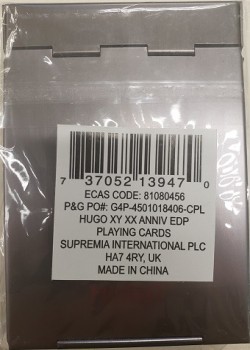 7 37052 13947 0
ECAS CODE: 81080456
P&G PO#: G4P-4501018406-CPL
HUGO XY XX ANNIV EDP
PLAYING CARDS
SUPREMIA INTERNATIONAL PLC
HA7 4RY, UK
MADE IN CHINA